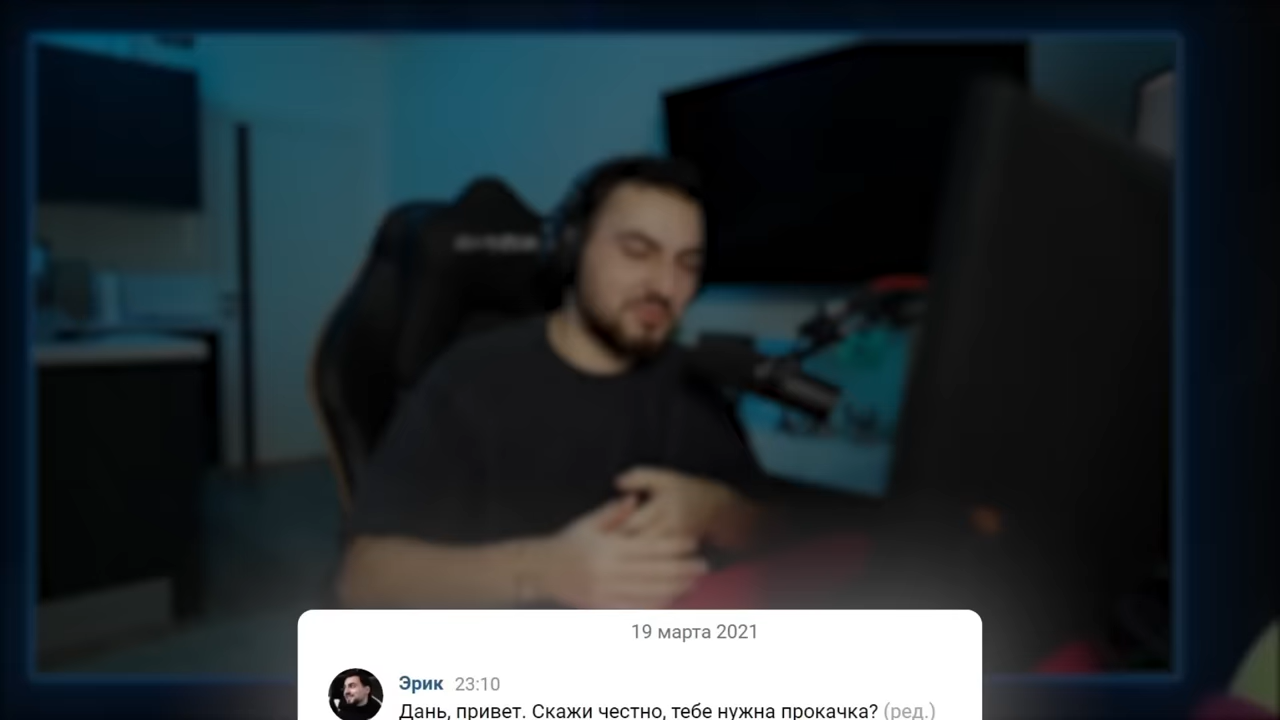 19 марта 2021
Эрик 23:10
Дань, привет. Скажи честно, тебе нужна прокачка? (ред.)